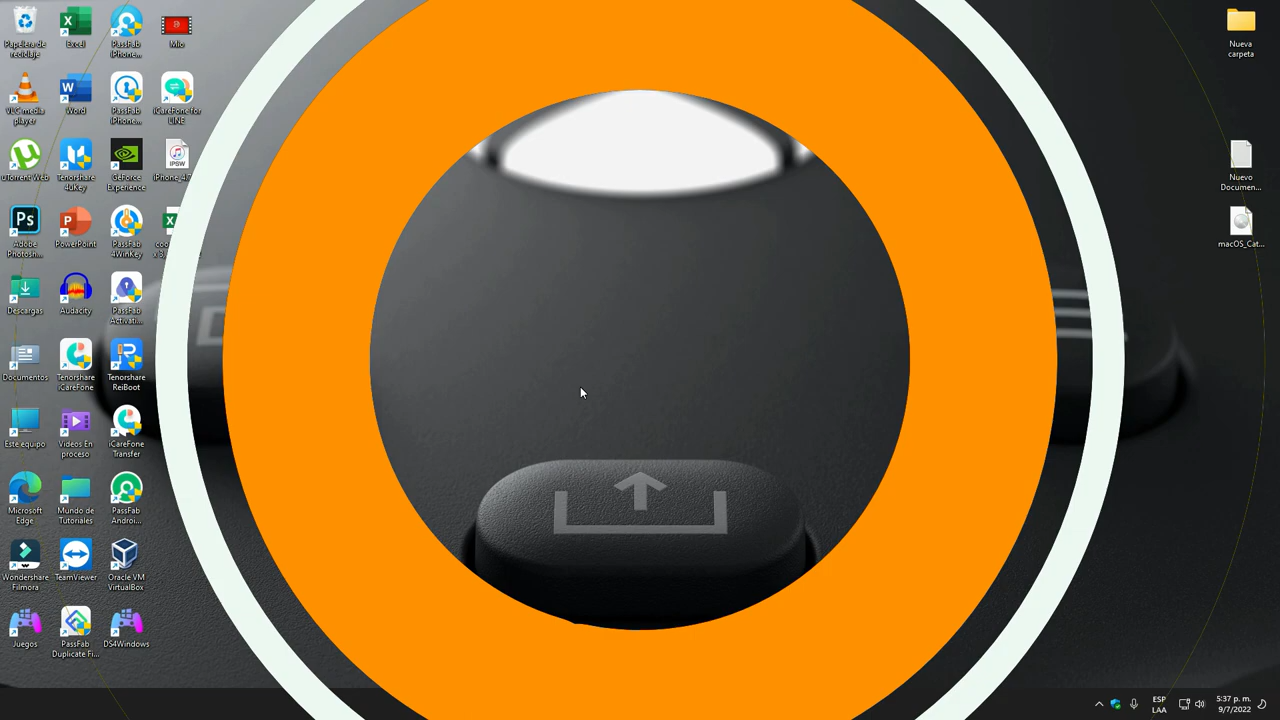 Papelera de
reciclaje
Excel
PassFab
iPhone...
Mio
VLC media
player
Word
PassFab
iPhone...
iCareFone for
LINE
uTorrent Web
Tenorshare
4uKey
GeForce
Experience
IPSW
Adobe
Photosh...
PowerPoint
PassFab
4WinKey
Descargas
Audacity
PassFab
Activati...
Documentos
Tenorshare
iCareFone
Tenorshare
ReiBoot
Este equipo
Videos En
proceso
iCareFone
Transfer
Microsoft
Edge
Mundo de
Tutoriales
PassFab
Androi...
Wondershare
Filmora
TeamViewer
Oracle VM
VirtualBox
Juegos
PassFab
Duplicate Fi...
DS4Windows
Nueva
carpeta
Nuevo
Documen...
macOS_Cat...
ESP
LAA
5:37 p. m.
9/7/2022